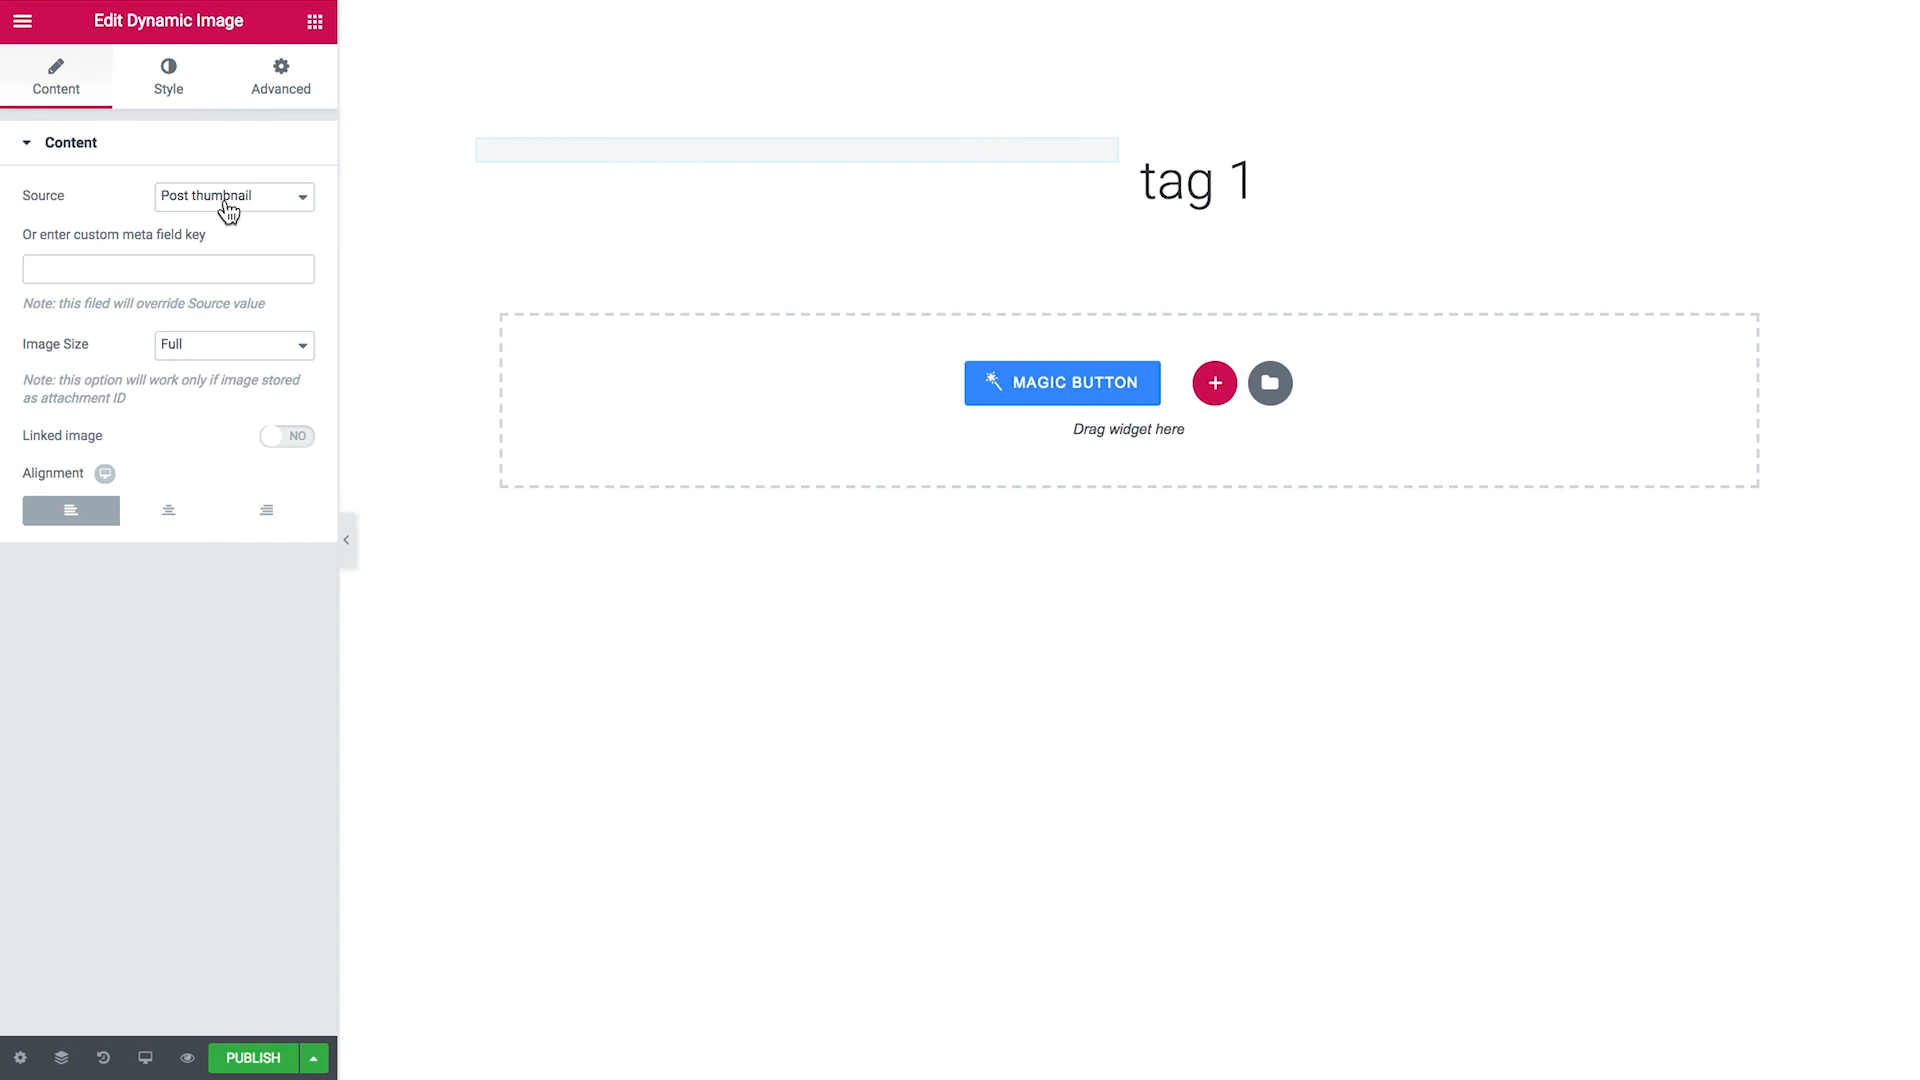 Edit Dynamic Image
Content
Style
Advanced
Content
Source
Post thumbnail
Or enter custom meta field key
Note: this filed will override Source value
Image Size
Full
Note: this option will work only if image stored
as attachment ID
Linked image
NO
Alignment
PUBLISH
tag 1
MAGIC BUTTON
Drag widget here